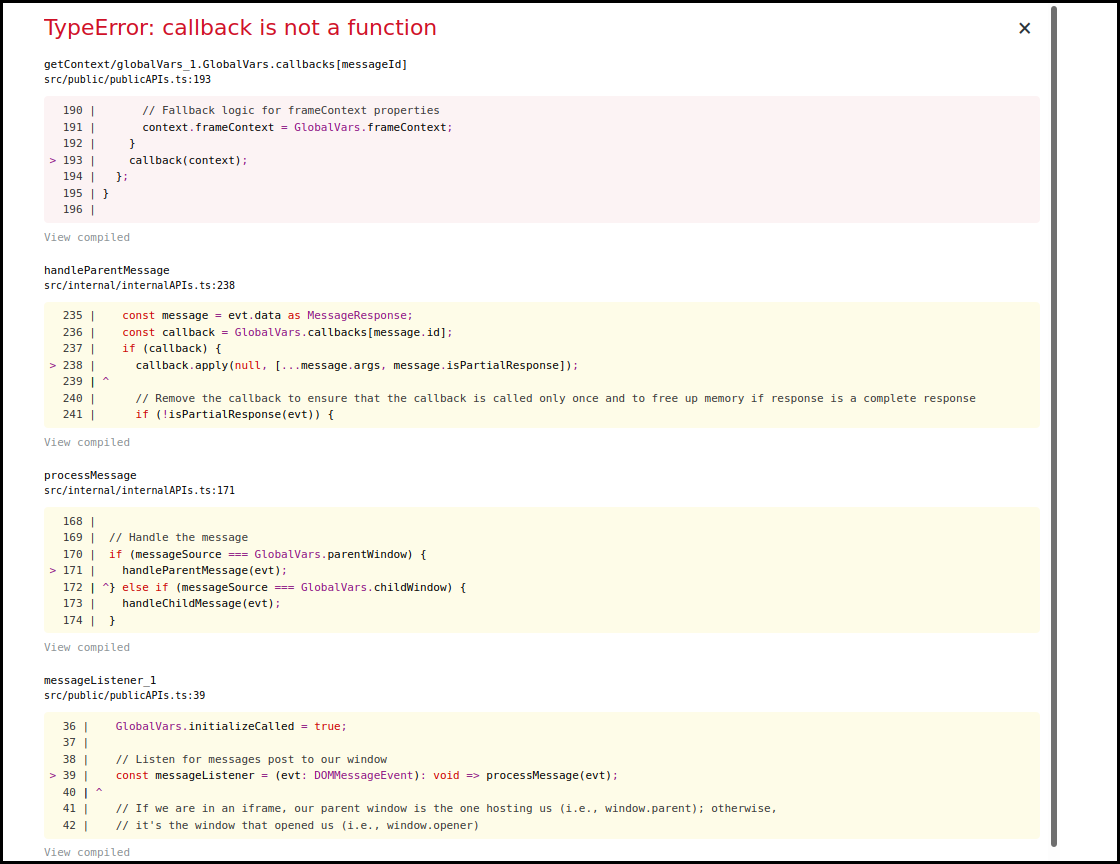 TypeError: callback is not a function
×
getContext/globalVars_1.GlobalVars.callbacks[messageId]
src/public/publicAPIs.ts:193
  190 |       // Fallback logic for frameContext properties
  191 |       context.frameContext = GlobalVars.frameContext;
  192 |     }
> 193 |     callback(context);
  194 |   };
  195 | }
  196 |
View compiled
handleParentMessage
src/internal/internalAPIs.ts:238
  235 |    const message = evt.data as MessageResponse;
  236 |    const callback = GlobalVars.callbacks[message.id];
  237 |    if (callback) {
> 238 |      callback.apply(null, [...message.args, message.isPartialResponse]);
  239 | ^
  240 |      // Remove the callback to ensure that the callback is called only once and to free up memory if response is a complete response
  241 |      if (!isPartialResponse(evt)) {
View compiled
processMessage
src/internal/internalAPIs.ts:171
  168 |
  169 |  // Handle the message
  170 |  if (messageSource === GlobalVars.parentWindow) {
> 171 |    handleParentMessage(evt);
  172 | ^} else if (messageSource === GlobalVars.childWindow) {
  173 |    handleChildMessage(evt);
  174 |  }
View compiled
messageListener_1
src/public/publicAPIs.ts:39
  36 |    GlobalVars.initializeCalled = true;
  37 |
  38 |    // Listen for messages post to our window
> 39 |    const messageListener = (evt: DOMMessageEvent): void => processMessage(evt);
  40 | ^
  41 |    // If we are in an iframe, our parent window is the one hosting us (i.e., window.parent); otherwise,
  42 |    // it's the window that opened us (i.e., window.opener)
View compiled